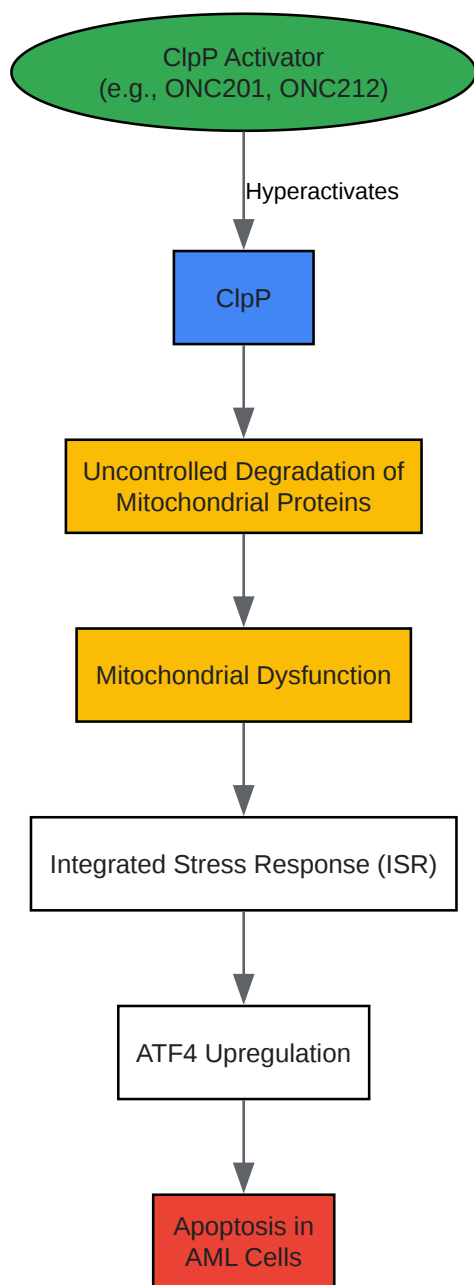 ClpP Activator
(e.g., ONC201, ONC212)
Hyperactivates
ClpP
Uncontrolled Degradation of
Mitochondrial Proteins
Mitochondrial Dysfunction
Integrated Stress Response (ISR)
ATF4 Upregulation
Apoptosis in
AML Cells